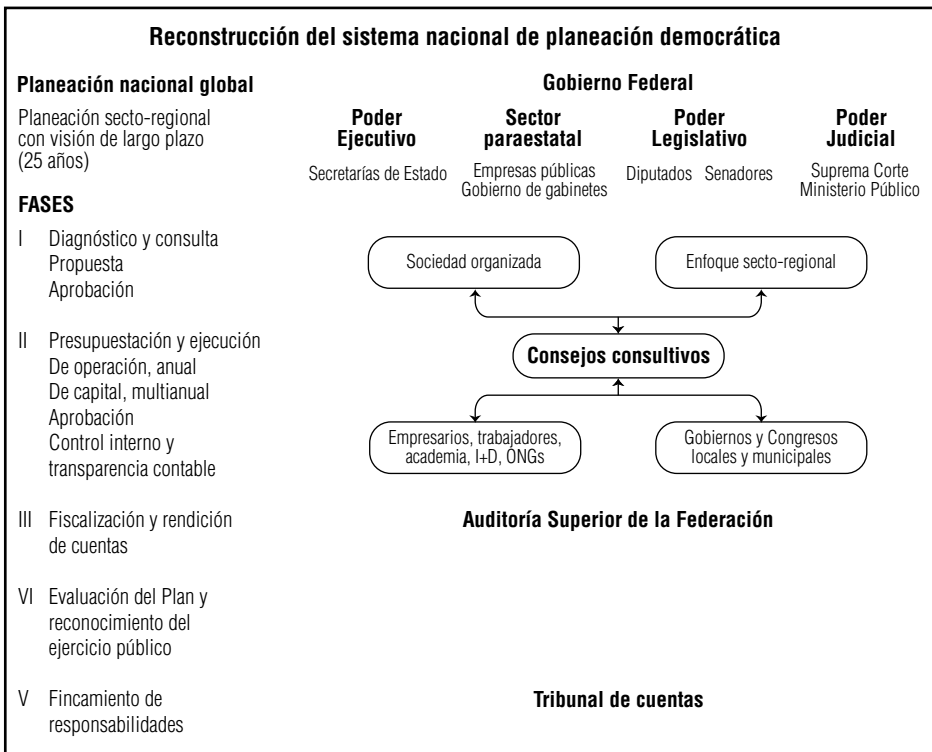 Reconstrucción del sistema nacional de planeación democrática
Planeación nacional global
Planeación secto-regional
con visión de largo plazo
(25 años)
Gobierno Federal
Poder
Ejecutivo
Secretarías de Estado
Sector
paraestatal
Empresas públicas
Gobierno de gabinetes
Poder
Legislativo
Diputados Senadores
Poder
Judicial
Suprema Corte
Ministerio Público
FASES
I Diagnóstico y consulta
Propuesta
Aprobación
Sociedad organizada
Enfoque secto-regional
II Presupuestación y ejecución
De operación, anual
De capital, multianual
Aprobación
Control interno y
transparencia contable
Consejos consultivos
Empresarios, trabajadores,
academia, I+D, ONGs
Gobiernos y Congresos
locales y municipales
III Fiscalización y rendición
de cuentas
Auditoría Superior de la Federación
VI Evaluación del Plan y
reconocimiento del
ejercicio público
V Fincamiento de
responsabilidades
Tribunal de cuentas